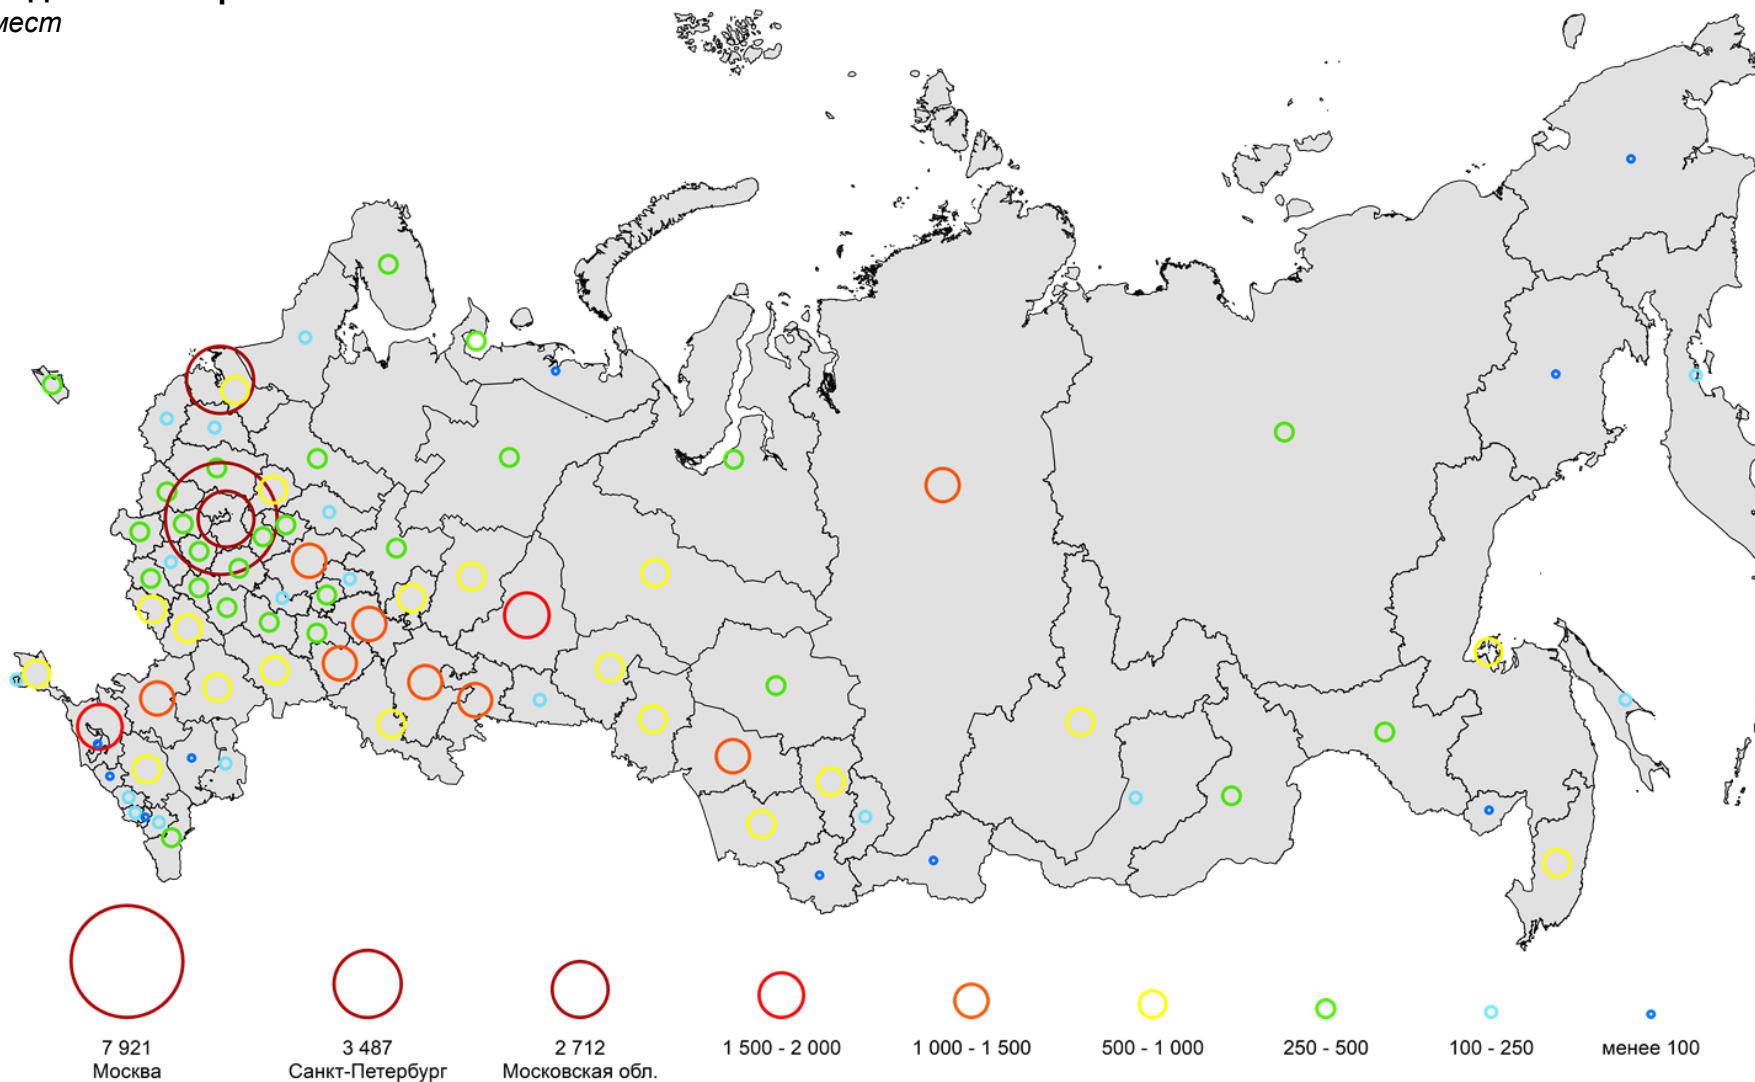 мест
7 921
Москва
3 487
Санкт-Петербург
2 712
Московская обл.
1 500 - 2 000
1 000 - 1 500
500 - 1 000
250 - 500
100 - 250
менее 100